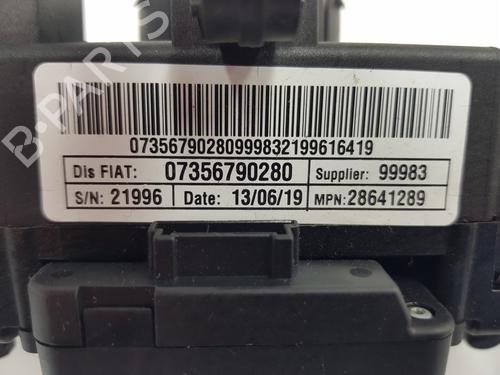 B-PARTS
07356790280999832199616419
Dis FIAT: 07356790280 Supplier: 99983
S/N: 21996 Date: 13/06/19 MPN: 28641289